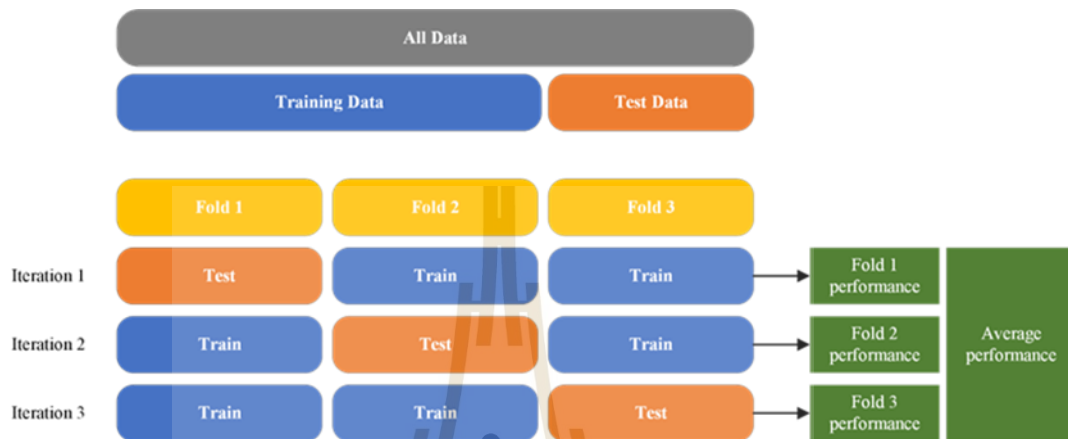 All Data
Training Data Test Data
Fold 1 Fold 2 Fold 3
Iteration 1 Test Train Train Fold 1 performance
Iteration 2 Train Test Train Fold 2 performance
Average performance
Iteration 3 Train Train Test Fold 3 performance